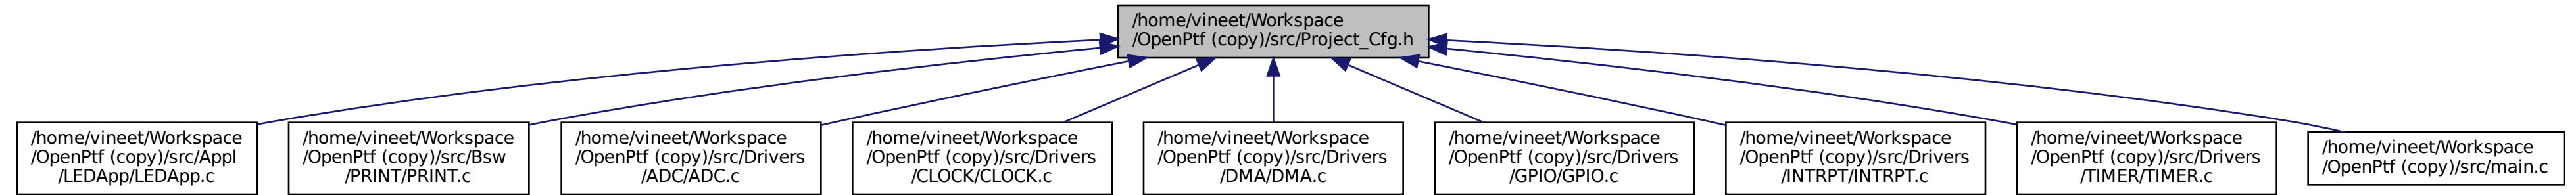 /home/vineet/Workspace
/OpenPtf (copy)/src/Project_Cfg.h
/home/vineet/Workspace
/OpenPtf (copy)/src/Appl
/LEDApp/LEDApp.c
/home/vineet/Workspace
/OpenPtf (copy)/src/Bsw
/PRINT/PRINT.c
/home/vineet/Workspace
/OpenPtf (copy)/src/Drivers
/ADC/ADC.c
/home/vineet/Workspace
/OpenPtf (copy)/src/Drivers
/CLOCK/CLOCK.c
/home/vineet/Workspace
/OpenPtf (copy)/src/Drivers
/DMA/DMA.c
/home/vineet/Workspace
/OpenPtf (copy)/src/Drivers
/GPIO/GPIO.c
/home/vineet/Workspace
/OpenPtf (copy)/src/Drivers
/INTRPT/INTRPT.c
/home/vineet/Workspace
/OpenPtf (copy)/src/Drivers
/TIMER/TIMER.c
/home/vineet/Workspace
/OpenPtf (copy)/src/main.c